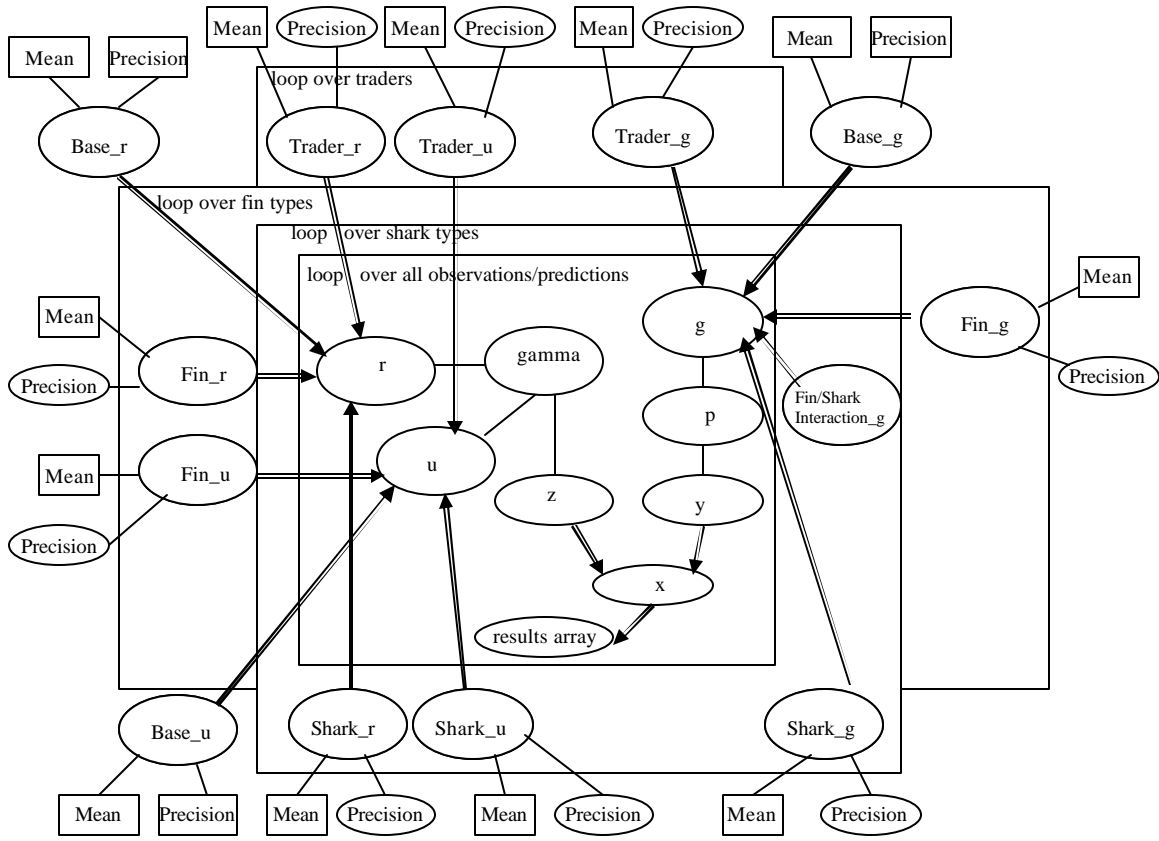 Mean
Precision
Mean
Precision
Mean
Precision
Mean
Precision
Mean
Precision
loop over traders
Base_r
Trader_r
Trader_u
Trader_g
Base_g
loop over fin types
loop over shark types
loop over all observations/predictions
Mean
Mean
r
gamma
g
Fin_g
Fin_r
Precision
Precision
Fin/Shark
Interaction_g
p
Mean
Fin_u
u
z
y
Precision
x
results array
Base_u
Shark_r
Shark_u
Shark_g
Mean
Precision
Mean
Precision
Mean
Precision
Mean
Precision